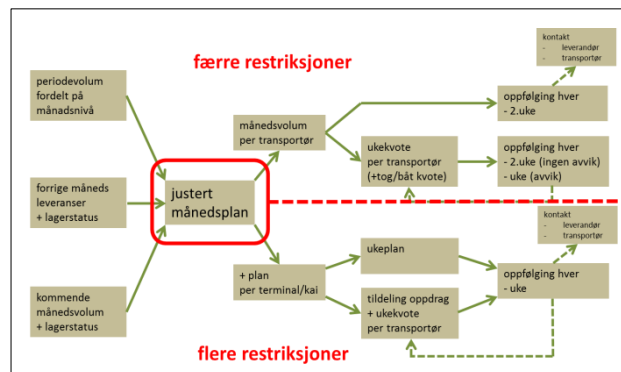 færre restriksjoner
kontakt
- leverandør
- transportør
periodevolum
fordelt på
månadsnivå
månedsvolum
per transportør
oppfølging hver
- 2.uke
ukekvote
per transportør
(+tog/båt kvote)
oppfølging hver
- 2.uke (ingen avvik)
- uke (avvik)
forrige måneds
leveranser
+ lagerstatus
justert
månedsplan
kontakt
- leverandør
- transportør
+ plan
per terminal/kai
ukeplan
oppfølging hver
- uke
kommende
månedsvolum
+ lagerstatus
tildeling oppdrag
+ ukekvote
per transportør
flere restriksjoner